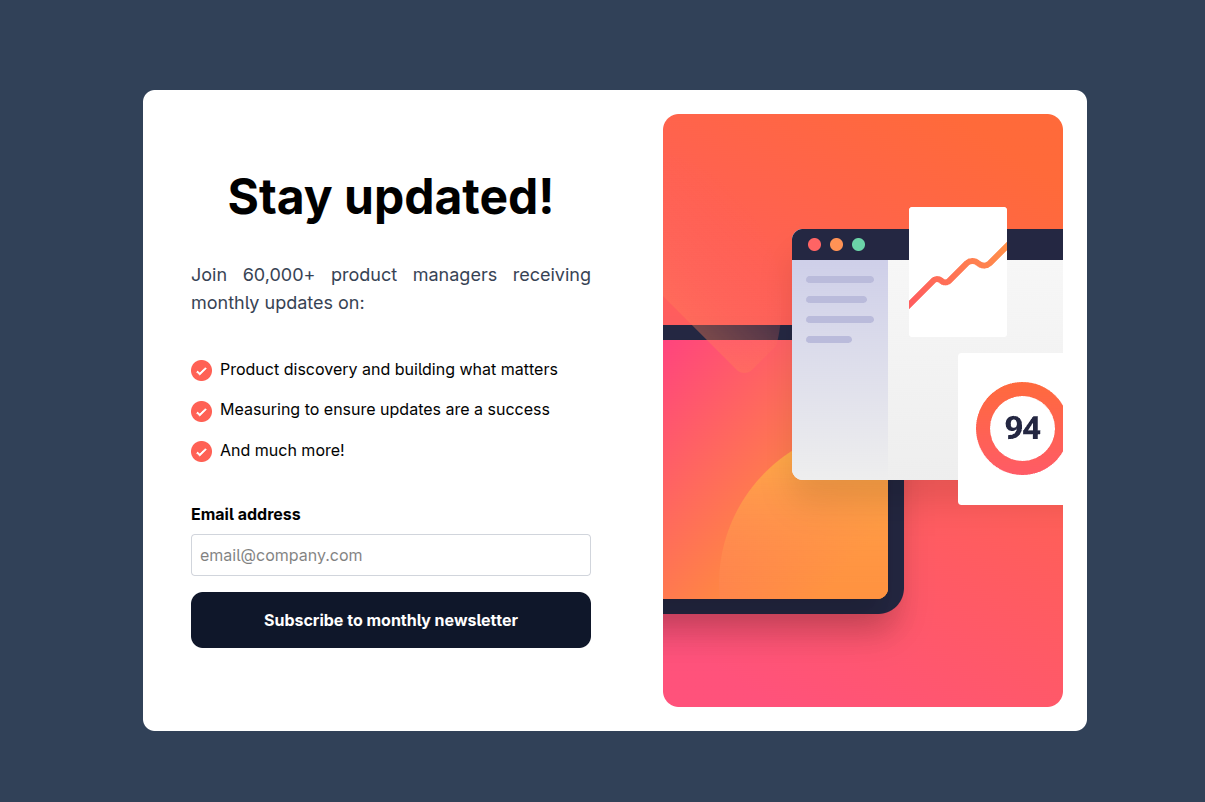 Stay updated!
Join 60,000+ product managers receiving
monthly updates on:
Product discovery and building what matters
Measuring to ensure updates are a success
And much more!
Email address
email@company.com
Subscribe to monthly newsletter
94